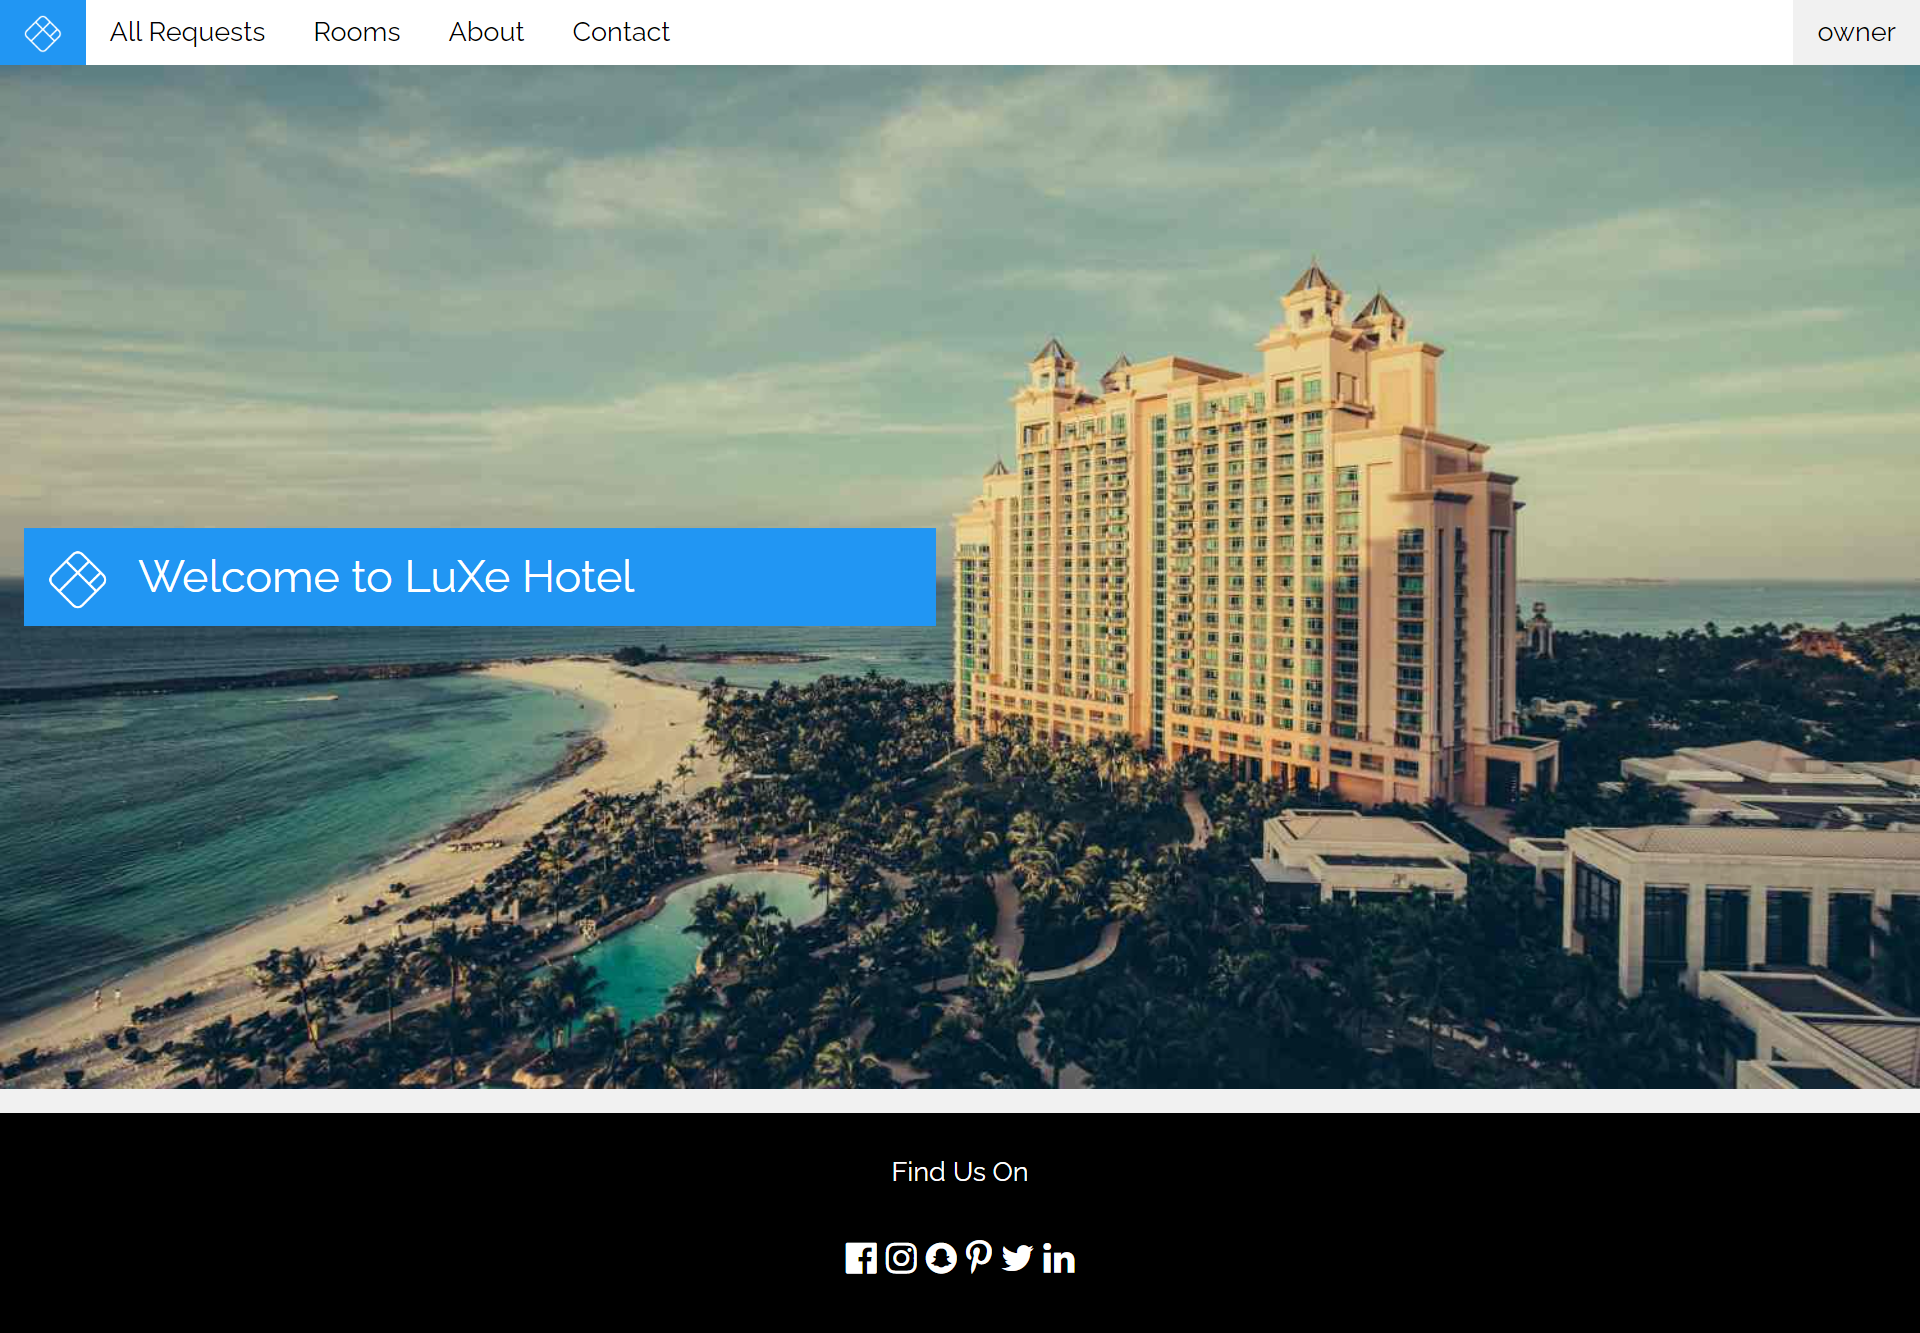 All Requests Rooms About Contact owner
Welcome to LuXe Hotel
Find Us On